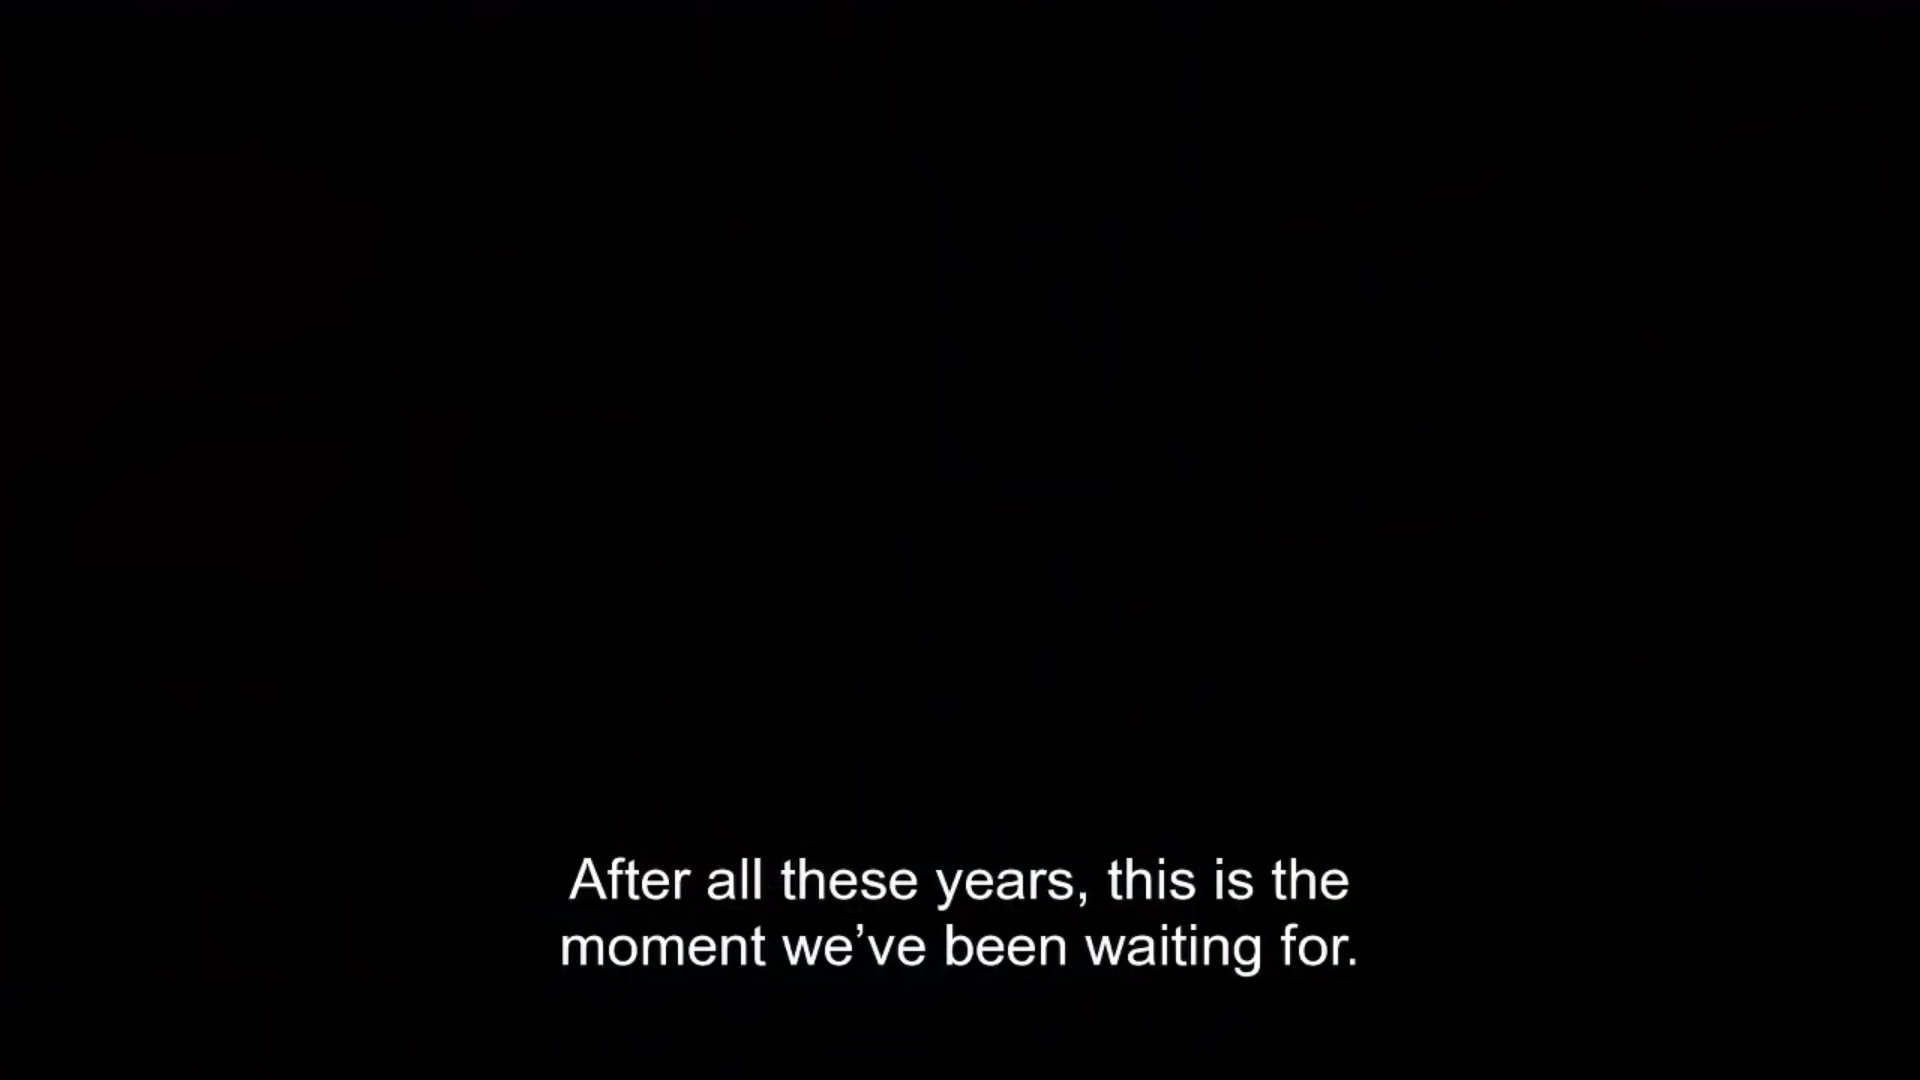 After all these years, this is the
moment we’ve been waiting for.